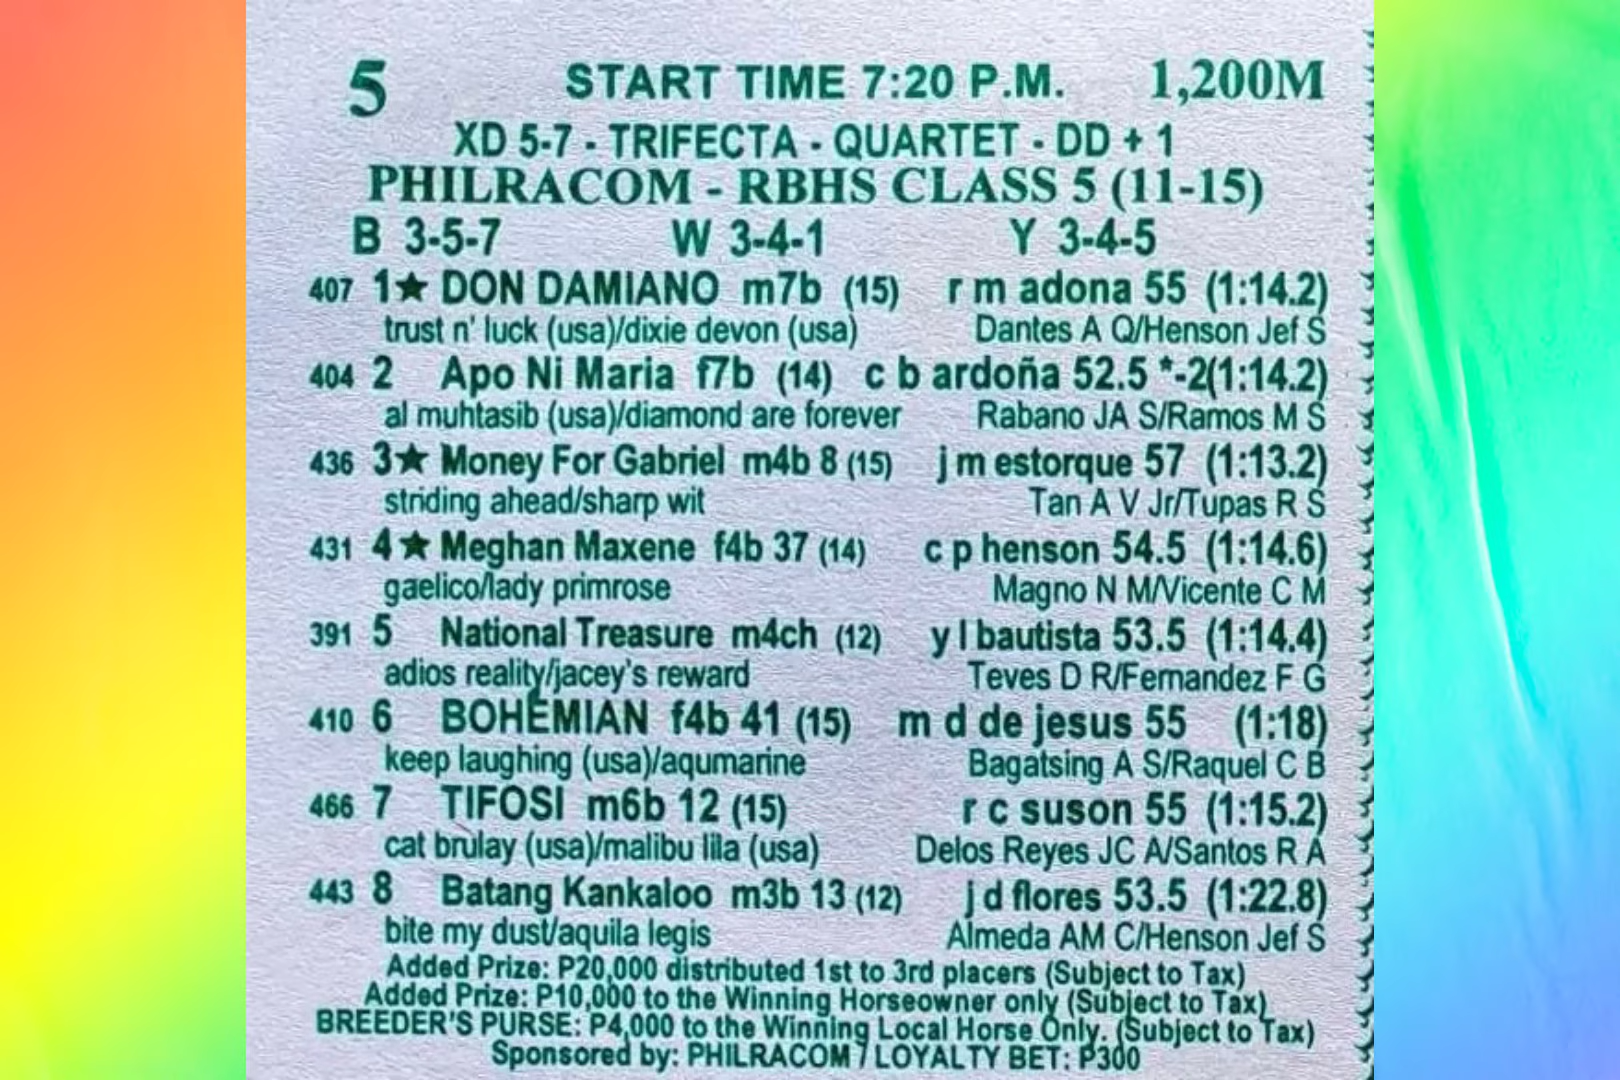 5 START TIME 7:20 P.M. 1,200M
XD 5-7 - TRIFECTA - QUARTET - DD + 1
PHILRACOM - RBHS CLASS 5 (11-15)
B 3-5-7 W 3-4-1 Y 3-4-5
407 1★ DON DAMIANO m7b (15) r m adona 55 (1:14.2)
trust n' luck (usa)/dixie devon (usa) Dantes A Q/Henson Jef S
404 2 Apo Ni Maria f7b (14) c b ardoña 52.5 *-2(1:14.2)
al muhtasib (usa)/diamond are forever Rabano JA S/Ramos M S
436 3★ Money For Gabriel m4b 8 (15) j m estorque 57 (1:13.2)
striding ahead/sharp wit Tan A V Jr/Tupas R S
431 4★ Meghan Maxene f4b 37 (14) c p henson 54.5 (1:14.6)
gaelico/lady primrose Magno N M/Vicente C M
391 5 National Treasure m4ch (12) y l bautista 53.5 (1:14.4)
adios reality/jacey's reward Teves D R/Fernandez F G
410 6 BOHEMIAN f4b 41 (15) m d de jesus 55 (1:18)
keep laughing (usa)/aqumarine Bagatsing A S/Raquel C B
466 7 TIFOSI m6b 12 (15) r c suson 55 (1:15.2)
cat brulay (usa)/malibu lila (usa) Delos Reyes JC A/Santos R A
443 8 Batang Kankaloo m3b 13 (12) j d flores 53.5 (1:22.8)
bite my dust/aquila legis Almeda AM C/Henson Jef S
Added Prize: P20,000 distributed 1st to 3rd placers (Subject to Tax)
Added Prize: P10,000 to the Winning Horseowner only (Subject to Tax)
BREEDER'S PURSE: P4,000 to the Winning Local Horse Only. (Subject to Tax)
Sponsored by: PHILRACOM / LOYALTY BET: P300